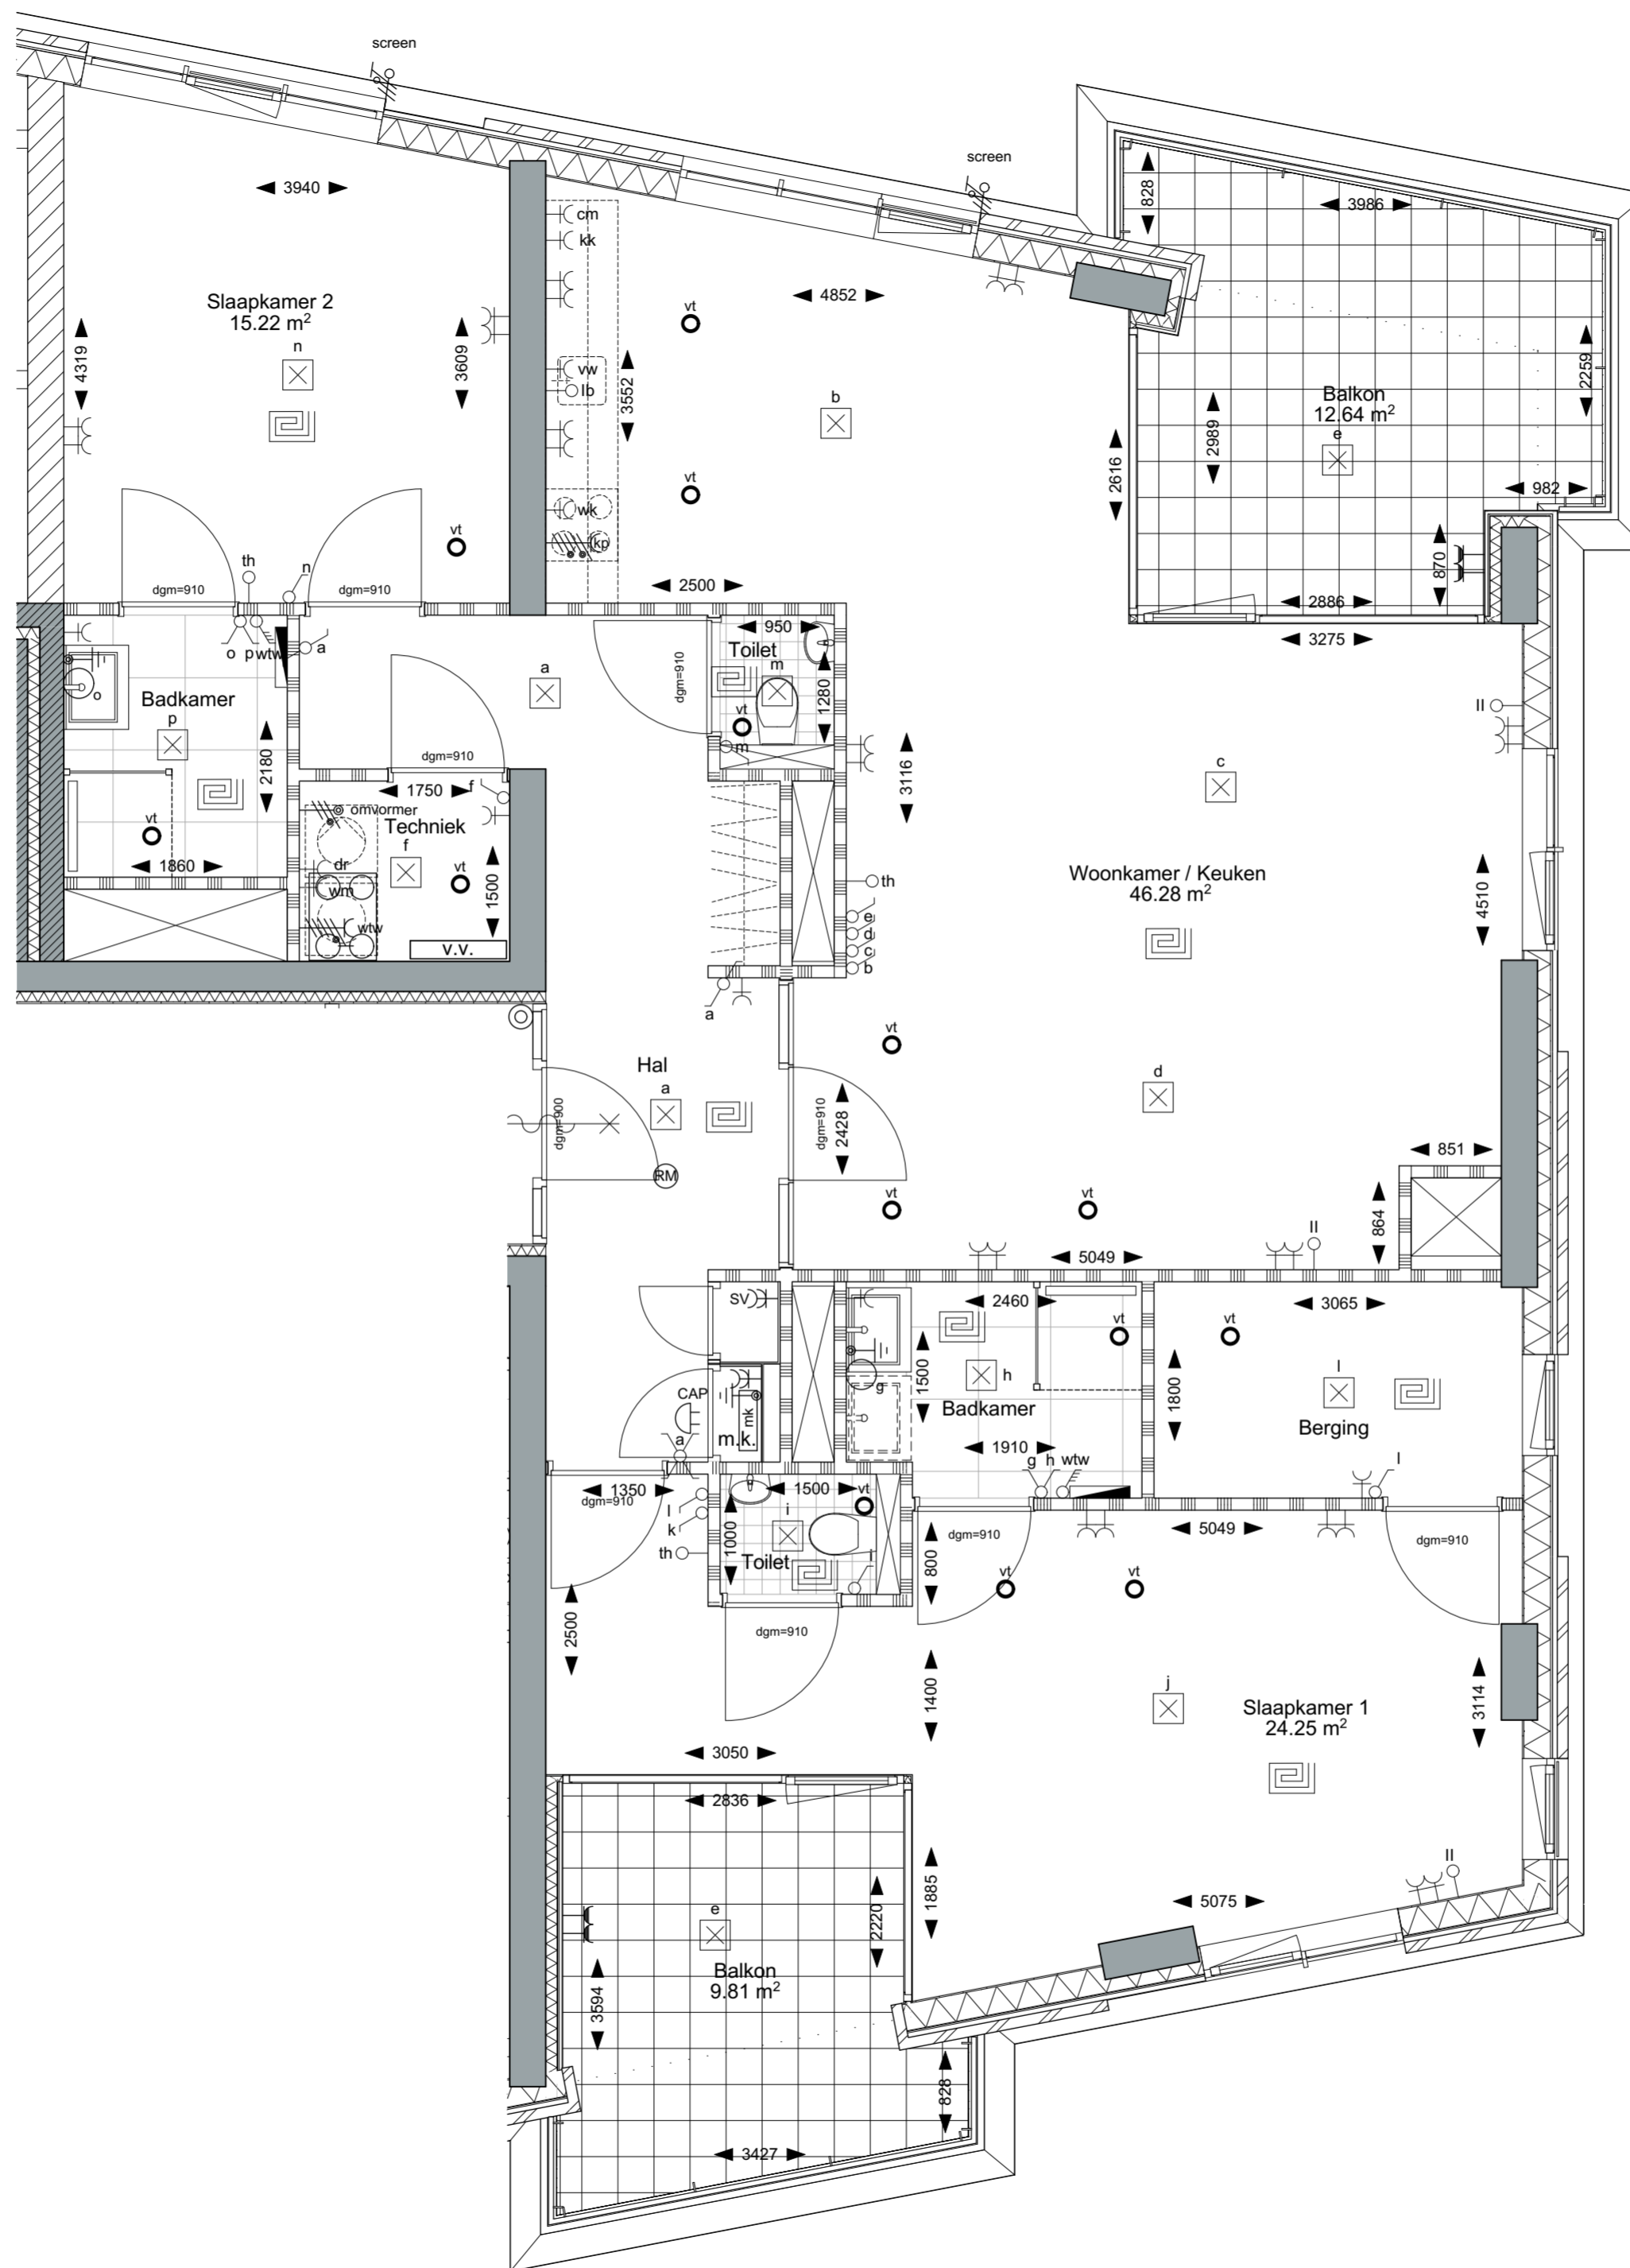 screen
screen
828
3986
3940
cm
kk
4852
vt
Slaapkamer 2
15.22 m²
n
4319
3609
vw
lb
3552
b
Balkon
12.64 m²
e
2259
2989
2616
982
vt
wk
kp
vt
th
n
dgm=910
dgm=910
870
2500
2886
3275
950
Toilet
m
1280
vt
m
dgm=910
o
p
wtw
a
a
Badkamer
p
2180
vt
1860
dgm=910
1750
f
omvormer
Techniek
f
dr
wm
wtw
vt
1500
v.v.
3116
c
II
Woonkamer / Keuken
46.28 m²
4510
th
e
d
c
b
a
vt
Hal
a
d
dgm=900
dgm=910
2428
RM
851
864
vt
vt
II
5049
SV
2460
vt
3065
vt
1500
h
g
Badkamer
1800
l
Berging
CAP
mk
m.k.
a
1910
g
h
wtw
l
1350
dgm=910
l
k
th
1500
vt
i
1000
Toilet
i
800
dgm=910
5049
dgm=910
vt
vt
2500
dgm=910
1400
j
Slaapkamer 1
24.25 m²
3114
3050
2836
II
1885
5075
2220
e
Balkon
9.81 m²
3594
828
3427